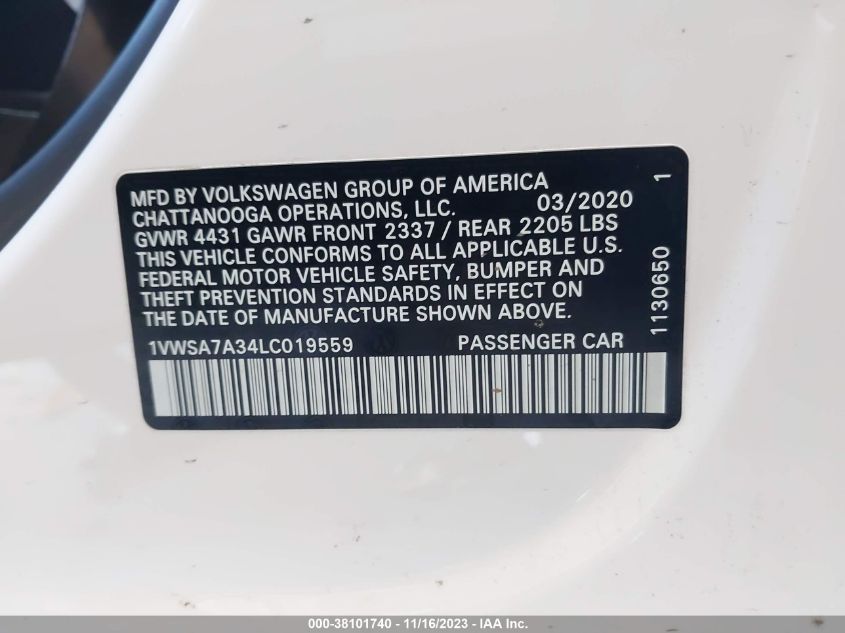 MFD BY VOLKSWAGEN GROUP OF AMERICA
CHATTANOOGA OPERATIONS, LLC. 03/2020 1
GVWR 4431 GAWR FRONT 2337 / REAR 2205 LBS
THIS VEHICLE CONFORMS TO ALL APPLICABLE U.S.
FEDERAL MOTOR VEHICLE SAFETY, BUMPER AND
THEFT PREVENTION STANDARDS IN EFFECT ON
THE DATE OF MANUFACTURE SHOWN ABOVE.
1130650
1VWSA7A34LC019559 PASSENGER CAR
000-38101740 - 11/16/2023 - IAA Inc.